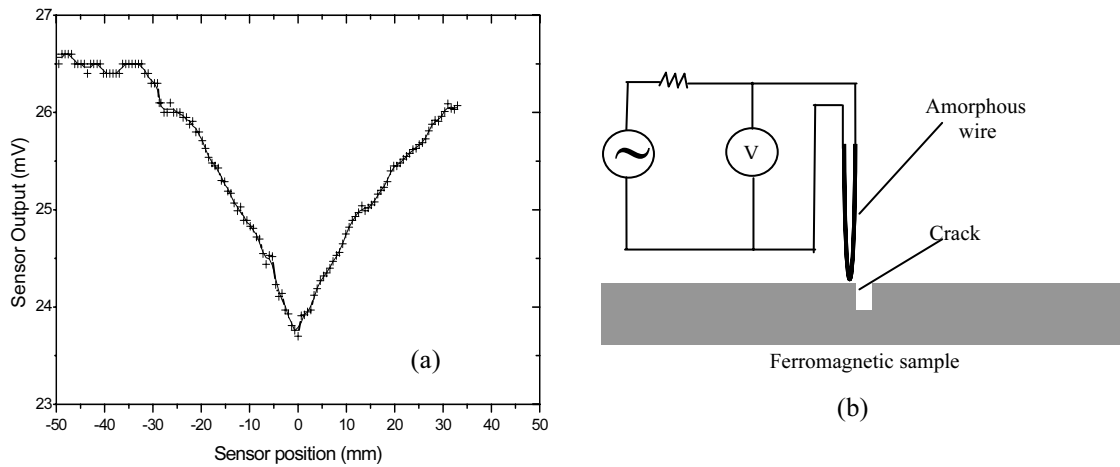 27
26
25
24
23
Sensor Output (mV)
(a)
-50 -40 -30 -20 -10 0 10 20 30 40 50
Sensor position (mm)
Amorphous
wire
V
Crack
Ferromagnetic sample
(b)